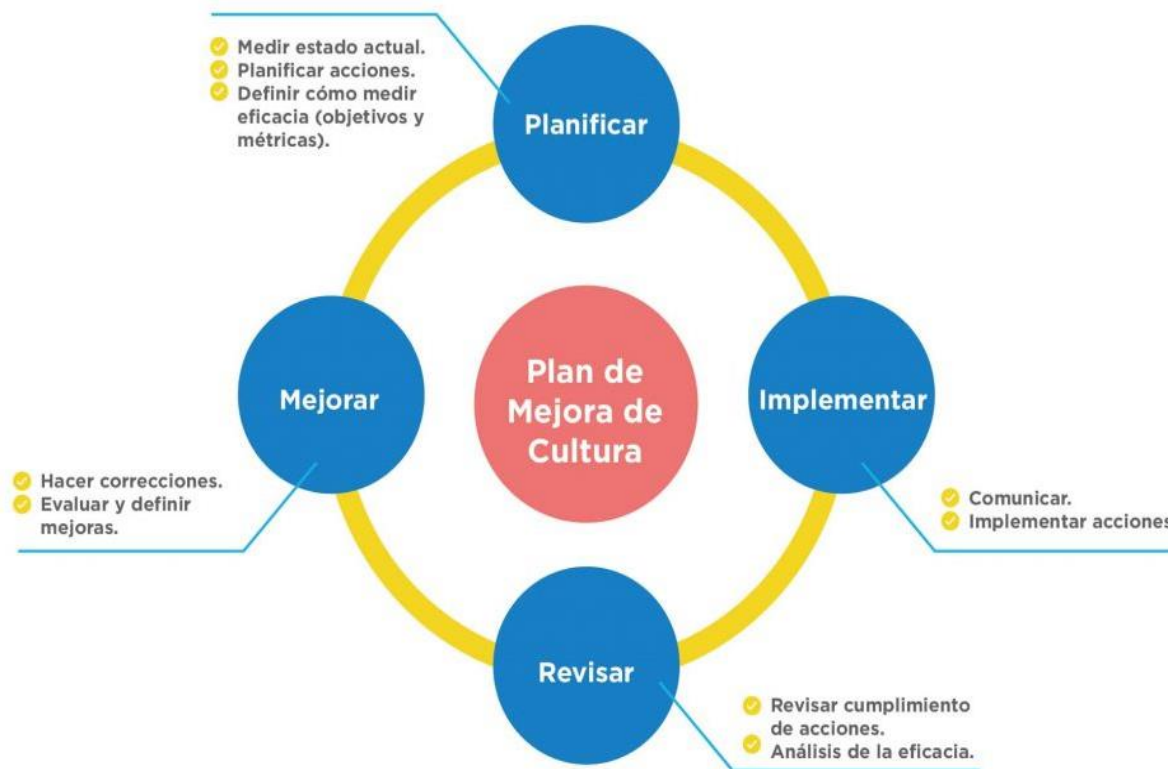 Medir estado actual.
Planificar acciones.
Definir cómo medir
eficacia (objetivos y
métricas).
Planificar
Mejorar
Plan de
Mejora de
Cultura
Implementar
Hacer correcciones.
Evaluar y definir
mejoras.
Comunicar.
Implementar acciones
Revisar
Revisar cumplimiento
de acciones.
Análisis de la eficacia.